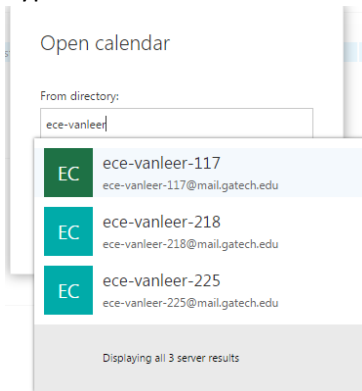 Open calendar
From directory:
ece-vanleer
EC
ece-vanleer-117
ece-vanleer-117@mail.gatech.edu
EC
ece-vanleer-218
ece-vanleer-218@mail.gatech.edu
EC
ece-vanleer-225
ece-vanleer-225@mail.gatech.edu
Displaying all 3 server results